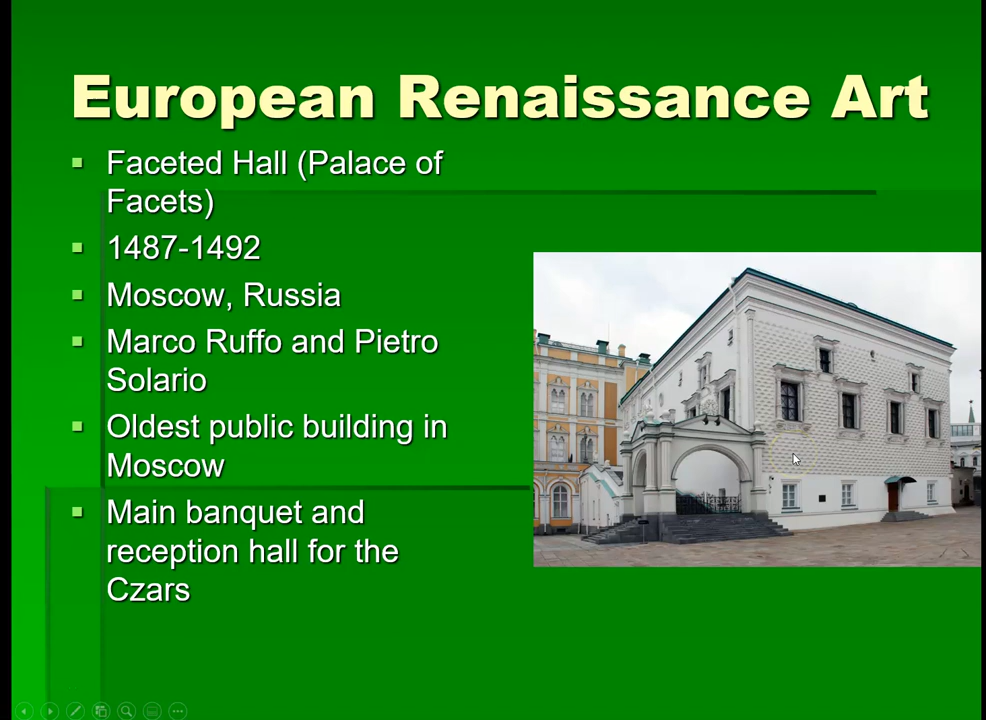 European Renaissance Art
Faceted Hall (Palace of
Facets)
1487-1492
Moscow, Russia
Marco Ruffo and Pietro
Solario
Oldest public building in
Moscow
Main banquet and
reception hall for the
Czars